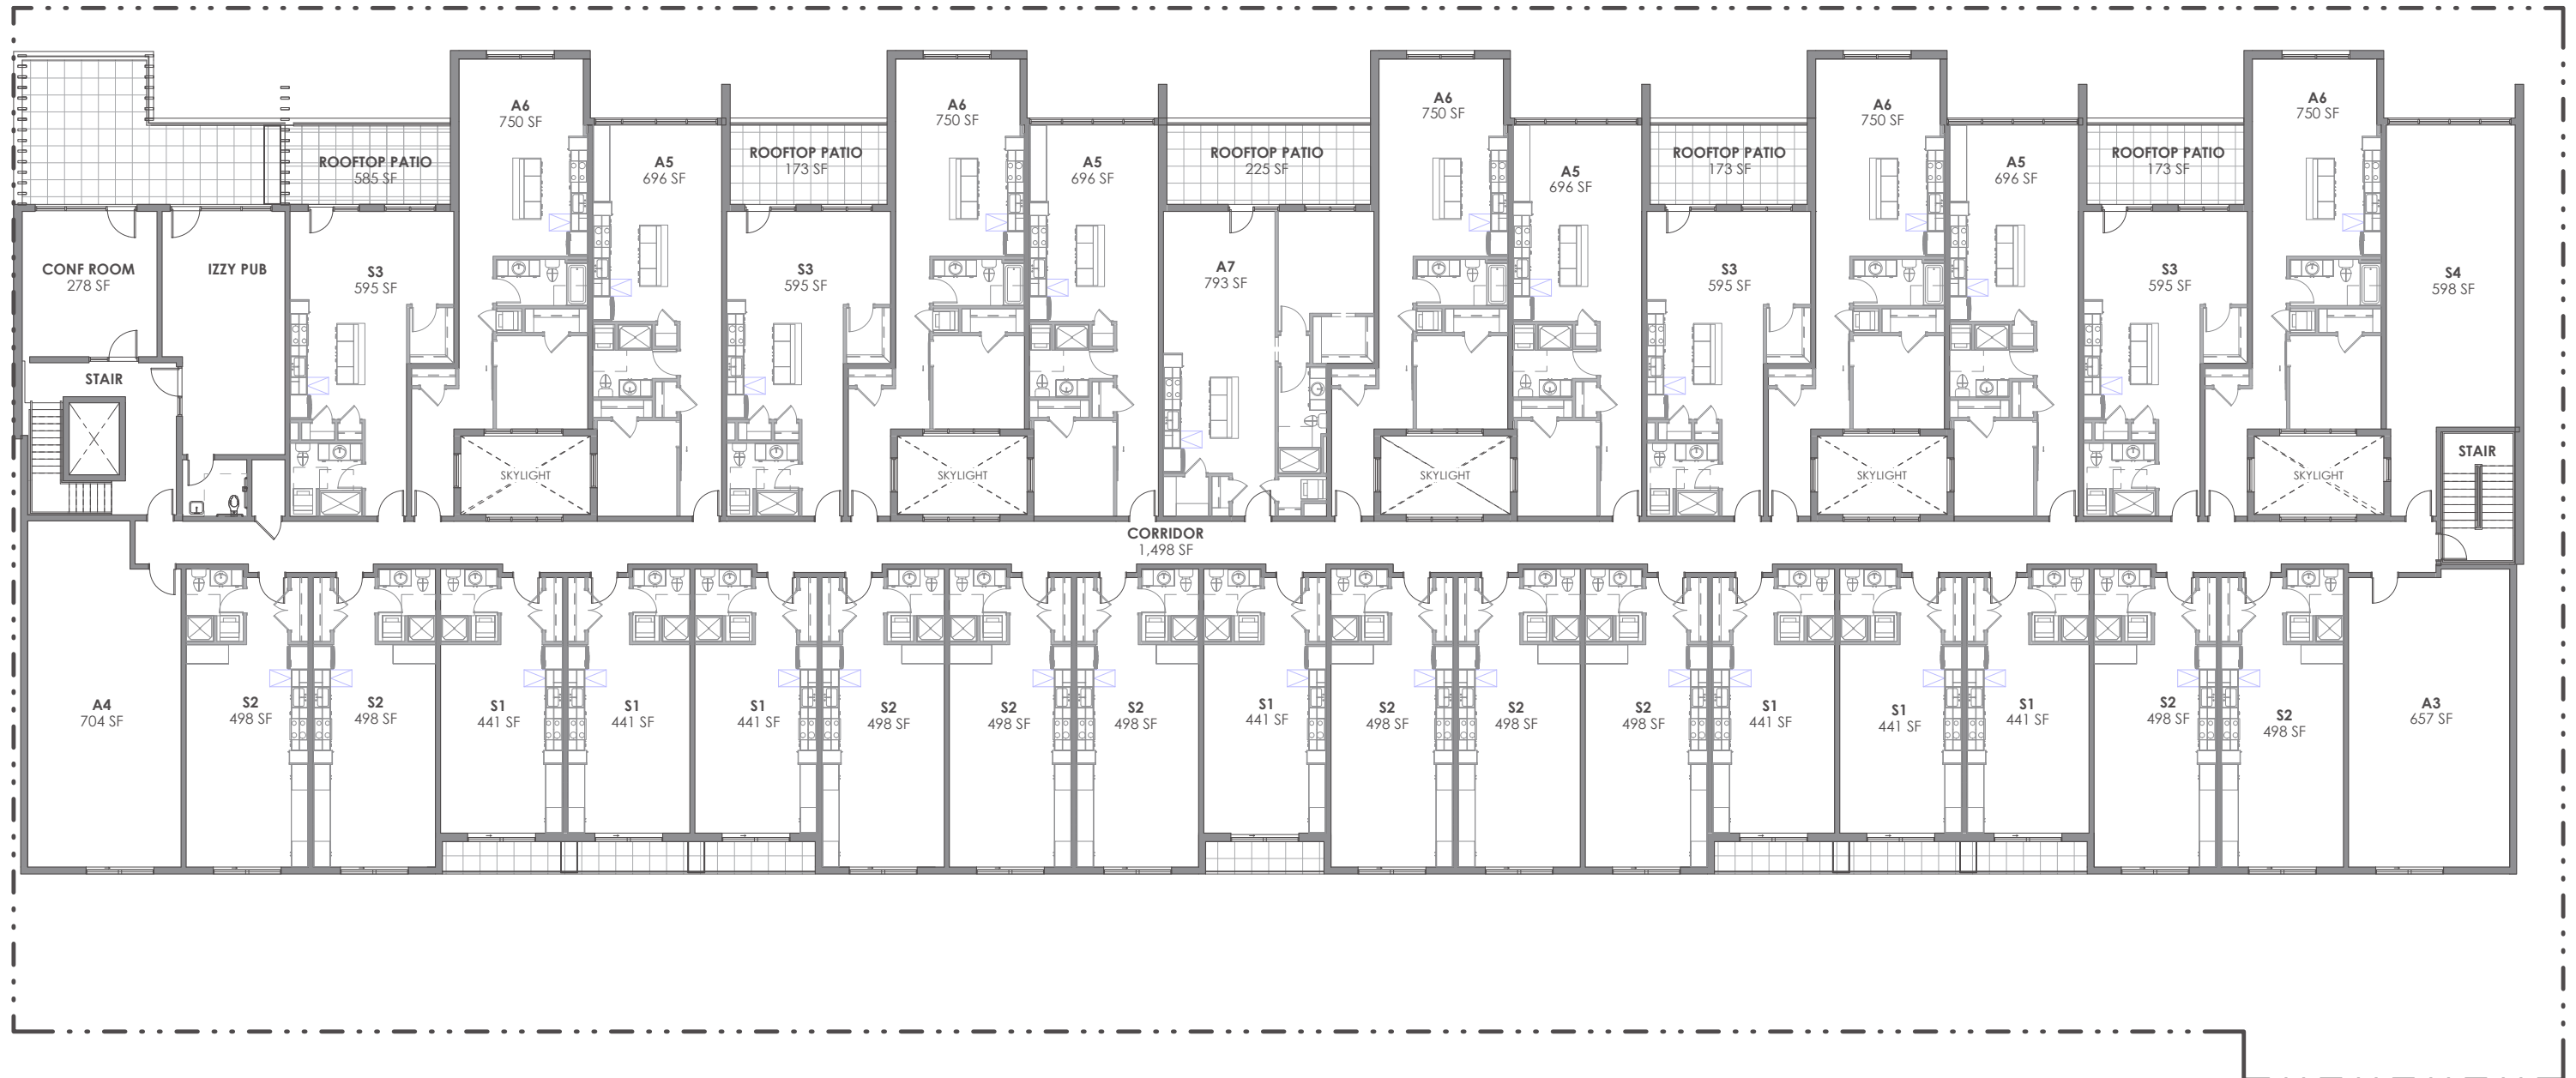 A6
750 SF
A6
750 SF
A6
750 SF
A6
750 SF
A6
750 SF
ROOFTOP PATIO
585 SF
A5
696 SF
ROOFTOP PATIO
173 SF
A5
696 SF
ROOFTOP PATIO
225 SF
A5
696 SF
ROOFTOP PATIO
173 SF
A5
696 SF
ROOFTOP PATIO
173 SF
CONF ROOM
278 SF
IZZY PUB
S3
595 SF
S3
595 SF
A7
793 SF
S3
595 SF
S3
595 SF
S4
598 SF
STAIR
SKYLIGHT
SKYLIGHT
SKYLIGHT
SKYLIGHT
SKYLIGHT
STAIR
CORRIDOR
1,498 SF
A4
704 SF
S2
498 SF
S2
498 SF
S1
441 SF
S1
441 SF
S1
441 SF
S2
498 SF
S2
498 SF
S2
498 SF
S1
441 SF
S2
498 SF
S2
498 SF
S2
498 SF
S1
441 SF
S1
441 SF
S1
441 SF
S2
498 SF
S2
498 SF
A3
657 SF